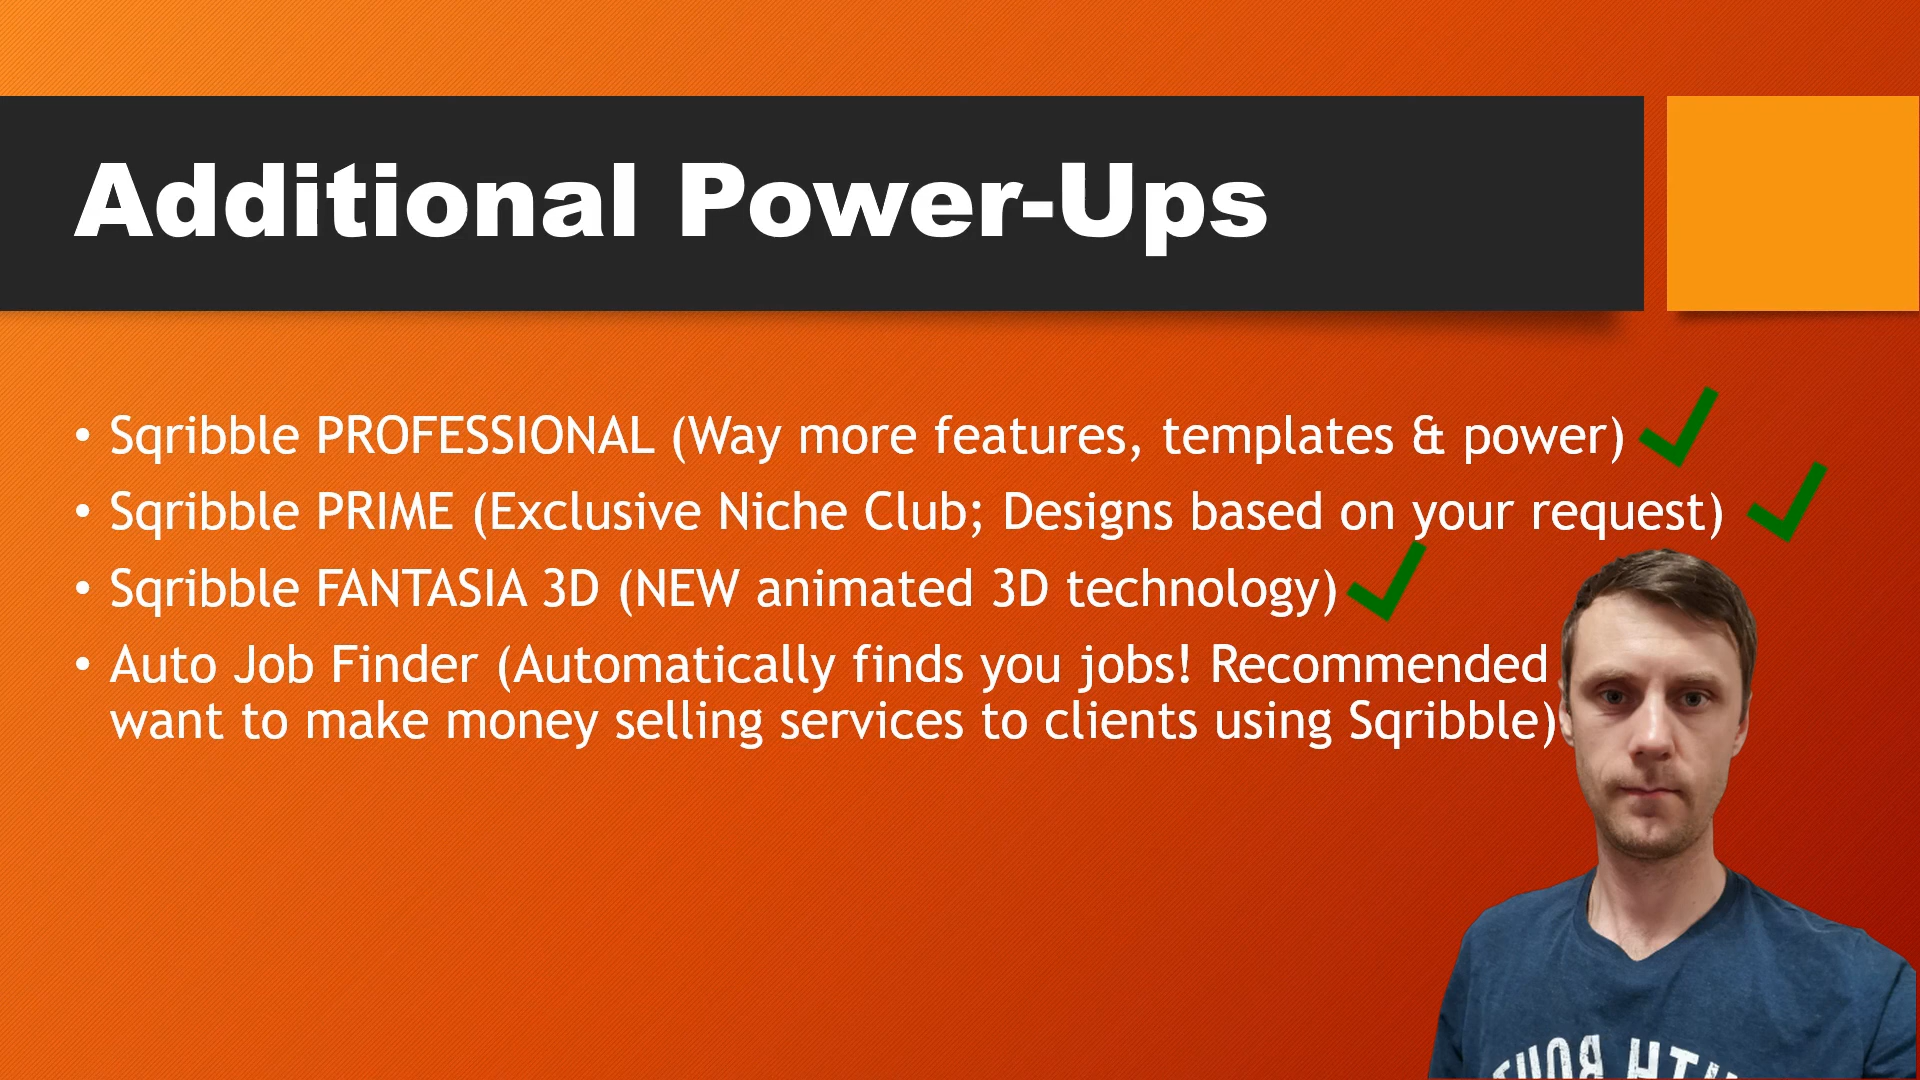 Additional Power-Ups
• Sqribble PROFESSIONAL (Way more features, templates & power)
• Sqribble PRIME (Exclusive Niche Club; Designs based on your request)
• Sqribble FANTASIA 3D (NEW animated 3D technology)
• Auto Job Finder (Automatically finds you jobs! Recommended
want to make money selling services to clients using Sqribble)